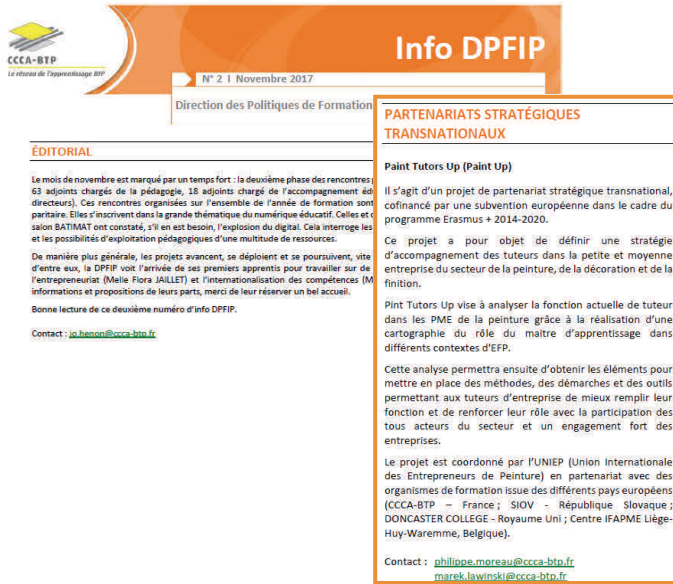 CCCA-BTP
Le réseau de l'apprentissage BTP
Info DPFIP
N° 2 I Novembre 2017
Direction des Politiques de Formation
ÉDITORIAL
Le mois de novembre est marqué par un temps fort : la deuxième phase des rencontres
63 adjoints chargés de la pédagogie, 18 adjoints chargé de l'accompagnement
directeurs). Ces rencontres organisées sur l'ensemble de l'année de formation sont
paritaire. Elles s'inscrivent dans la grande thématique du numérique éducatif. Celles et
salon BATIMAT ont constaté, s'il en est besoin, l'explosion du digital. Cela interroge les
et les possibilités d'exploitation pédagogiques d'une multitude de ressources.
De manière plus générale, les projets avancent, se déploient et se poursuivent, vite
d'entre eux, la DPFIP voit l'arrivée de ses premiers apprentis pour travailler sur de
l'entrepreneuriat (Melle Flora JAILLET) et l'internationalisation des compétences (M
informations et propositions de leurs parts, merci de leur réserver un bel accueil.
Bonne lecture de ce deuxième numéro d'info DPFIP.
Contact : jo.henon@ccca-btp.fr
PARTENARIATS STRATÉGIQUES
TRANSNATIONAUX
Paint Tutors Up (Paint Up)
Il s'agit d'un projet de partenariat stratégique transnational,
cofinancé par une subvention européenne dans le cadre du
programme Erasmus + 2014-2020.
Ce projet a pour objet de définir une stratégie
d'accompagnement des tuteurs dans la petite et moyenne
entreprise du secteur de la peinture, de la décoration et de la
finition.
Pint Tutors Up vise à analyser la fonction actuelle de tuteur
dans les PME de la peinture grâce à la réalisation d'une
cartographie du rôle du maitre d'apprentissage dans
différents contextes d'EFP.
Cette analyse permettra ensuite d'obtenir les éléments pour
mettre en place des méthodes, des démarches et des outils
permettant aux tuteurs d'entreprise de mieux remplir leur
fonction et de renforcer leur rôle avec la participation des
tous acteurs du secteur et un engagement fort des
entreprises.
Le projet est coordonné par l'UNIEP (Union Internationale
des Entrepreneurs de Peinture) en partenariat avec des
organismes de formation issue des différents pays européens
(CCCA-BTP – France ; SIOV - République Slovaque ;
DONCASTER COLLEGE - Royaume Uni ; Centre IFAPME Liège-
Huy-Waremme, Belgique).
Contact : philippe.moreau@ccca-btp.fr
marek.lawinski@ccca-btp.fr